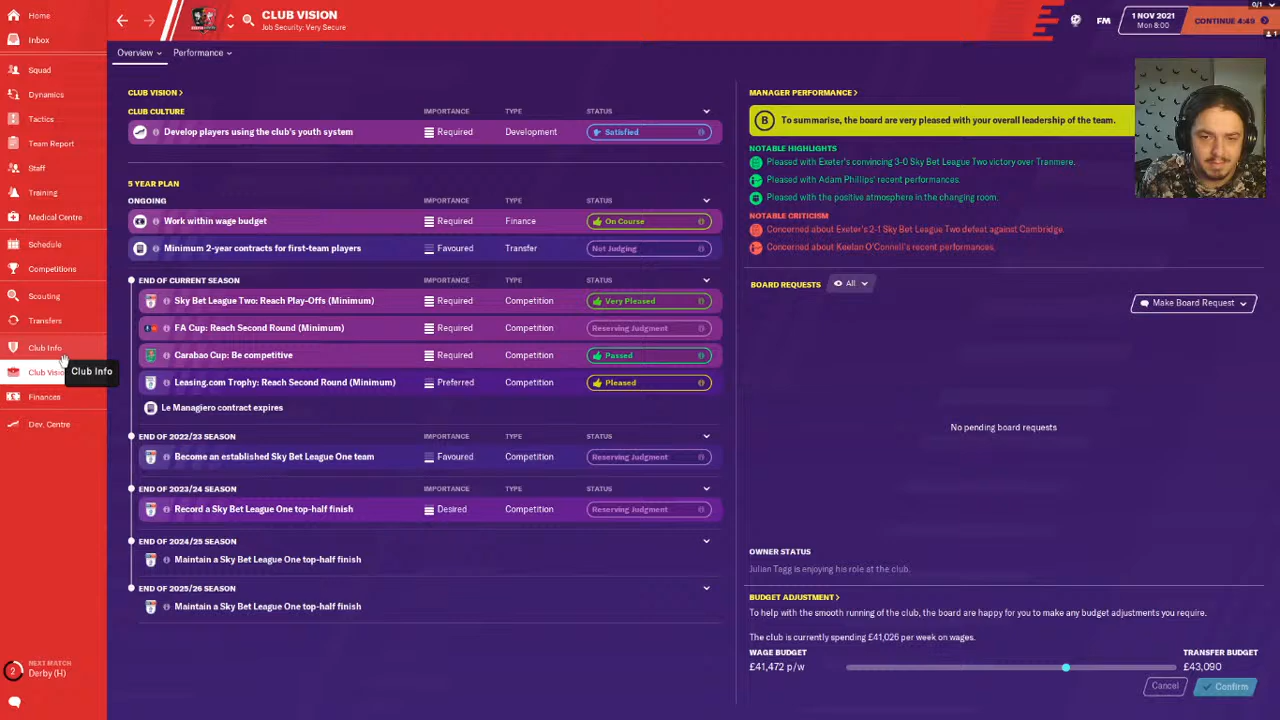 Home
Inbox
Squad
Dynamics
Tactics
Team Report
Staff
Training
Medical Centre
Schedule
Competitions
Scouting
Transfers
Club Info
Club Visio
Finances
Dev. Centre
Club Info
2
NEXT MATCH
Derby (H)
CLUB VISION
Job Security: Very Secure
FM
1 NOV 2021
Mon 8:00
0/1
CONTINUE 4:49
1
Overview
Performance
CLUB VISION >
CLUB CULTURE IMPORTANCE TYPE STATUS
Develop players using the club's youth system Required Development Satisfied
5 YEAR PLAN
ONGOING IMPORTANCE TYPE STATUS
Work within wage budget Required Finance On Course
Minimum 2-year contracts for first-team players Favoured Transfer Not Judging
END OF CURRENT SEASON IMPORTANCE TYPE STATUS
Sky Bet League Two: Reach Play-Offs (Minimum) Required Competition Very Pleased
FA Cup: Reach Second Round (Minimum) Required Competition Reserving Judgment
Carabao Cup: Be competitive Required Competition Passed
Leasing.com Trophy: Reach Second Round (Minimum) Preferred Competition Pleased
Le Managiero contract expires
END OF 2022/23 SEASON IMPORTANCE TYPE STATUS
Become an established Sky Bet League One team Favoured Competition Reserving Judgment
END OF 2023/24 SEASON IMPORTANCE TYPE STATUS
Record a Sky Bet League One top-half finish Desired Competition Reserving Judgment
END OF 2024/25 SEASON
Maintain a Sky Bet League One top-half finish
END OF 2025/26 SEASON
Maintain a Sky Bet League One top-half finish
MANAGER PERFORMANCE >
B To summarise, the board are very pleased with your overall leadership of the team.
NOTABLE HIGHLIGHTS
Pleased with Exeter's convincing 3-0 Sky Bet League Two victory over Tranmere.
Pleased with Adam Phillips' recent performances.
Pleased with the positive atmosphere in the changing room.
NOTABLE CRITICISM
Concerned about Exeter's 2-1 Sky Bet League Two defeat against Cambridge.
Concerned about Keelan O'Connell's recent performances.
BOARD REQUESTS All
Make Board Request
No pending board requests
OWNER STATUS
Julian Tagg is enjoying his role at the club.
BUDGET ADJUSTMENT >
To help with the smooth running of the club, the board are happy for you to make any budget adjustments you require.
The club is currently spending £41,026 per week on wages.
WAGE BUDGET TRANSFER BUDGET
£41,472 p/w £43,090
Cancel Confirm